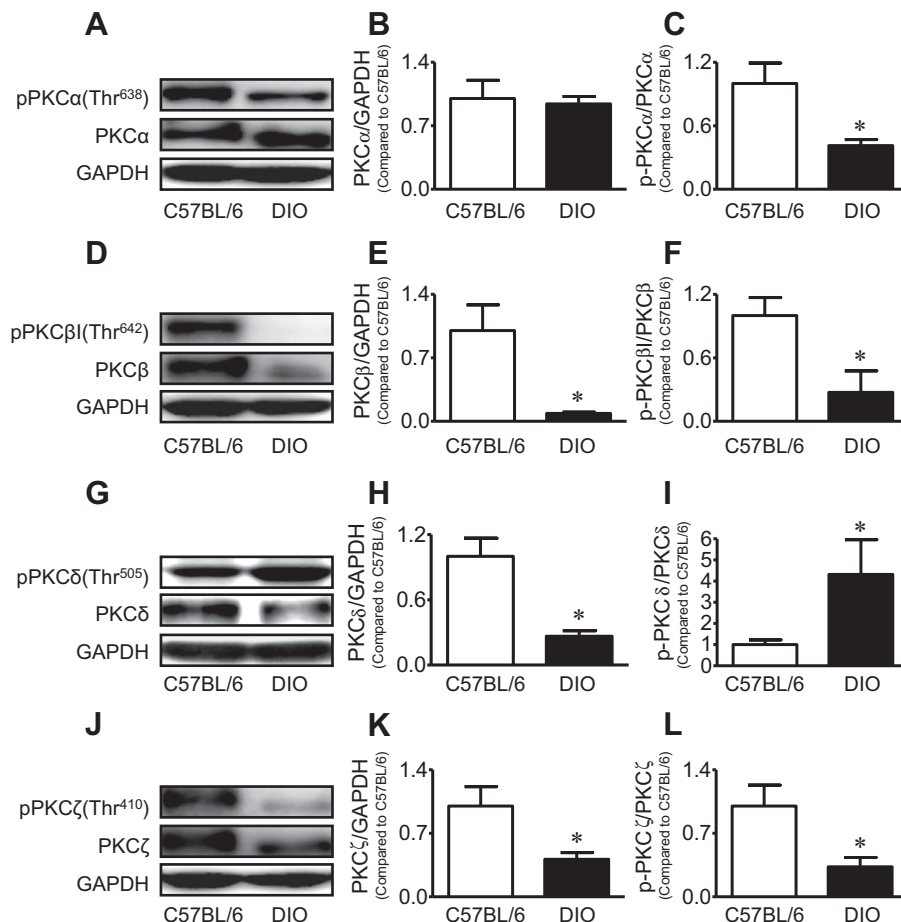 A
pPKCα(Thr638)
PKCα
GAPDH
C57BL/6 DIO
B
PKCα/GAPDH
(Compared to C57BL/6)
1.4
0.7
0.0
C57BL/6 DIO
C
p-PKCα/PKCα
(Compared to C57BL/6)
1.2
0.6
0.0
*
C57BL/6 DIO
D
pPKCβI(Thr642)
PKCβ
GAPDH
C57BL/6 DIO
E
PKCβ/GAPDH
(Compared to C57BL/6)
1.4
0.7
0.0
*
C57BL/6 DIO
F
p-PKCβI/PKCβ
(Compared to C57BL/6)
1.2
0.6
0.0
*
C57BL/6 DIO
G
pPKCδ(Thr505)
PKCδ
GAPDH
C57BL/6 DIO
H
PKCδ/GAPDH
(Compared to C57BL/6)
1.2
0.6
0.0
*
C57BL/6 DIO
I
p-PKCδ/PKCδ
(Compared to C57BL/6)
6
5
4
2
1
0
*
C57BL/6 DIO
J
pPKCζ(Thr410)
PKCζ
GAPDH
C57BL/6 DIO
K
PKCζ/GAPDH
(Compared to C57BL/6)
1.4
0.7
0.0
*
C57BL/6 DIO
L
p-PKCζ/PKCζ
(Compared to C57BL/6)
1.4
0.7
0.0
*
C57BL/6 DIO